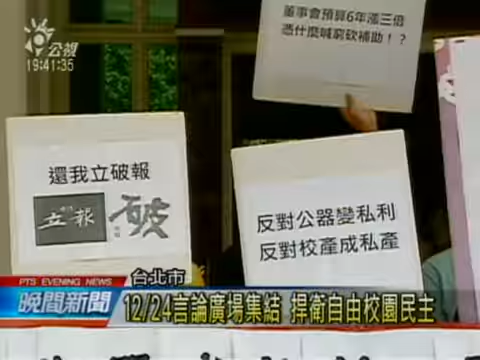 公視
19:41:35
董事會預算6年漲三倍
憑什麼喊窮砍補助！？
還我立破報
立報 破
反對公器變私利
反對校產成私產
PTS EVENING NEWS
台北市
晚間新聞
12/24言論廣場集結 捍衛自由校園民主